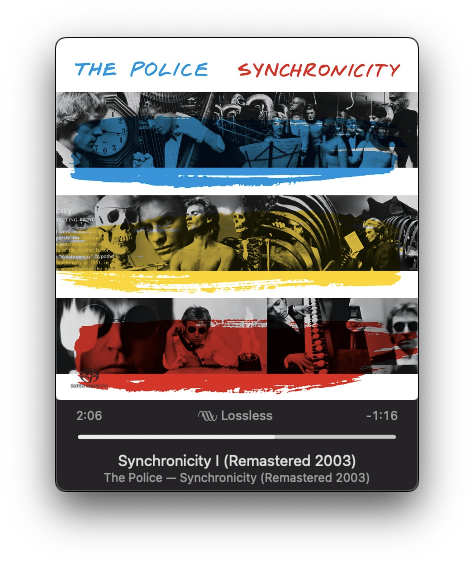 THE POLICE SYNCHRONICITY
2:06 Lossless -1:16
Synchronicity I (Remastered 2003)
The Police — Synchronicity (Remastered 2003)